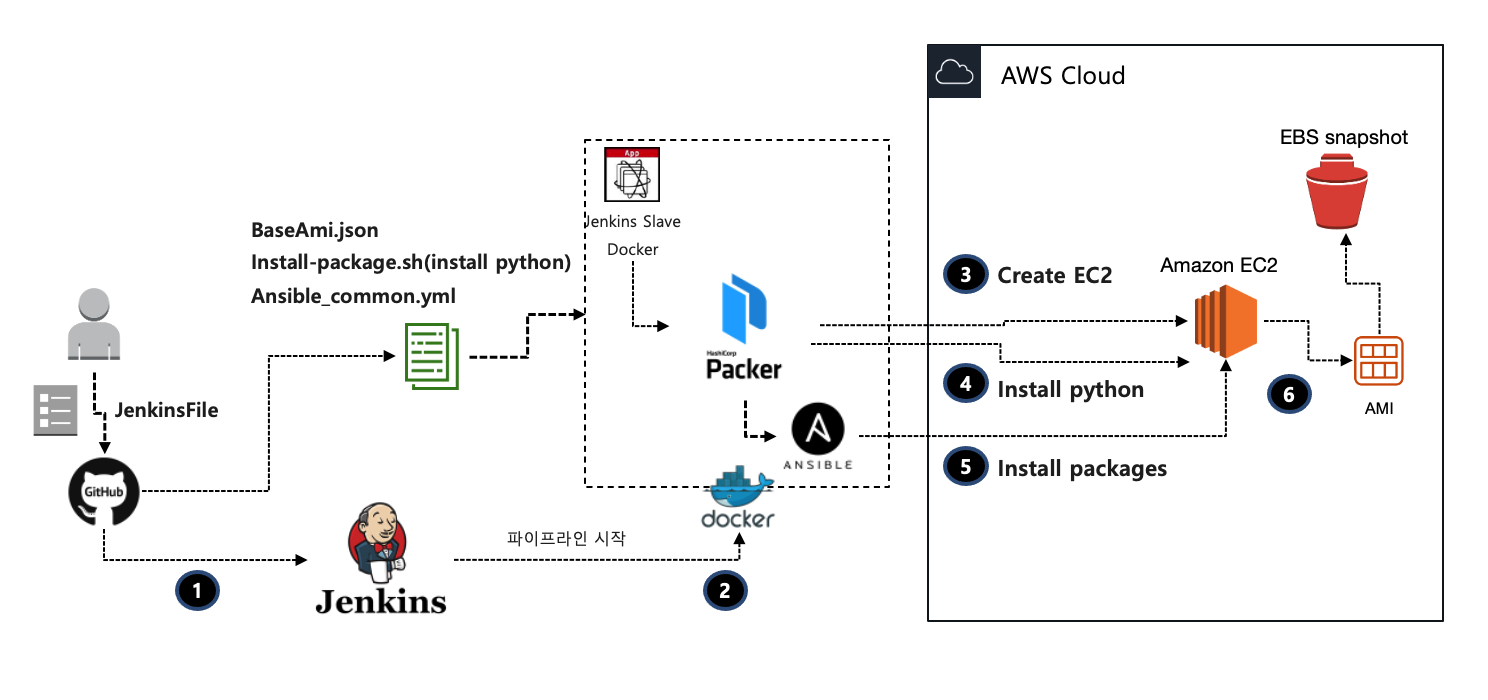 AWS Cloud
EBS snapshot
App
Jenkins Slave
Docker
BaseAmi.json
Install-package.sh(install python)
Ansible_common.yml
3 Create EC2
Amazon EC2
HashiCorp
Packer
4 Install python
6
AMI
JenkinsFile
ANSIBLE
5 Install packages
GitHub
docker
파이프라인 시작
1
2
Jenkins